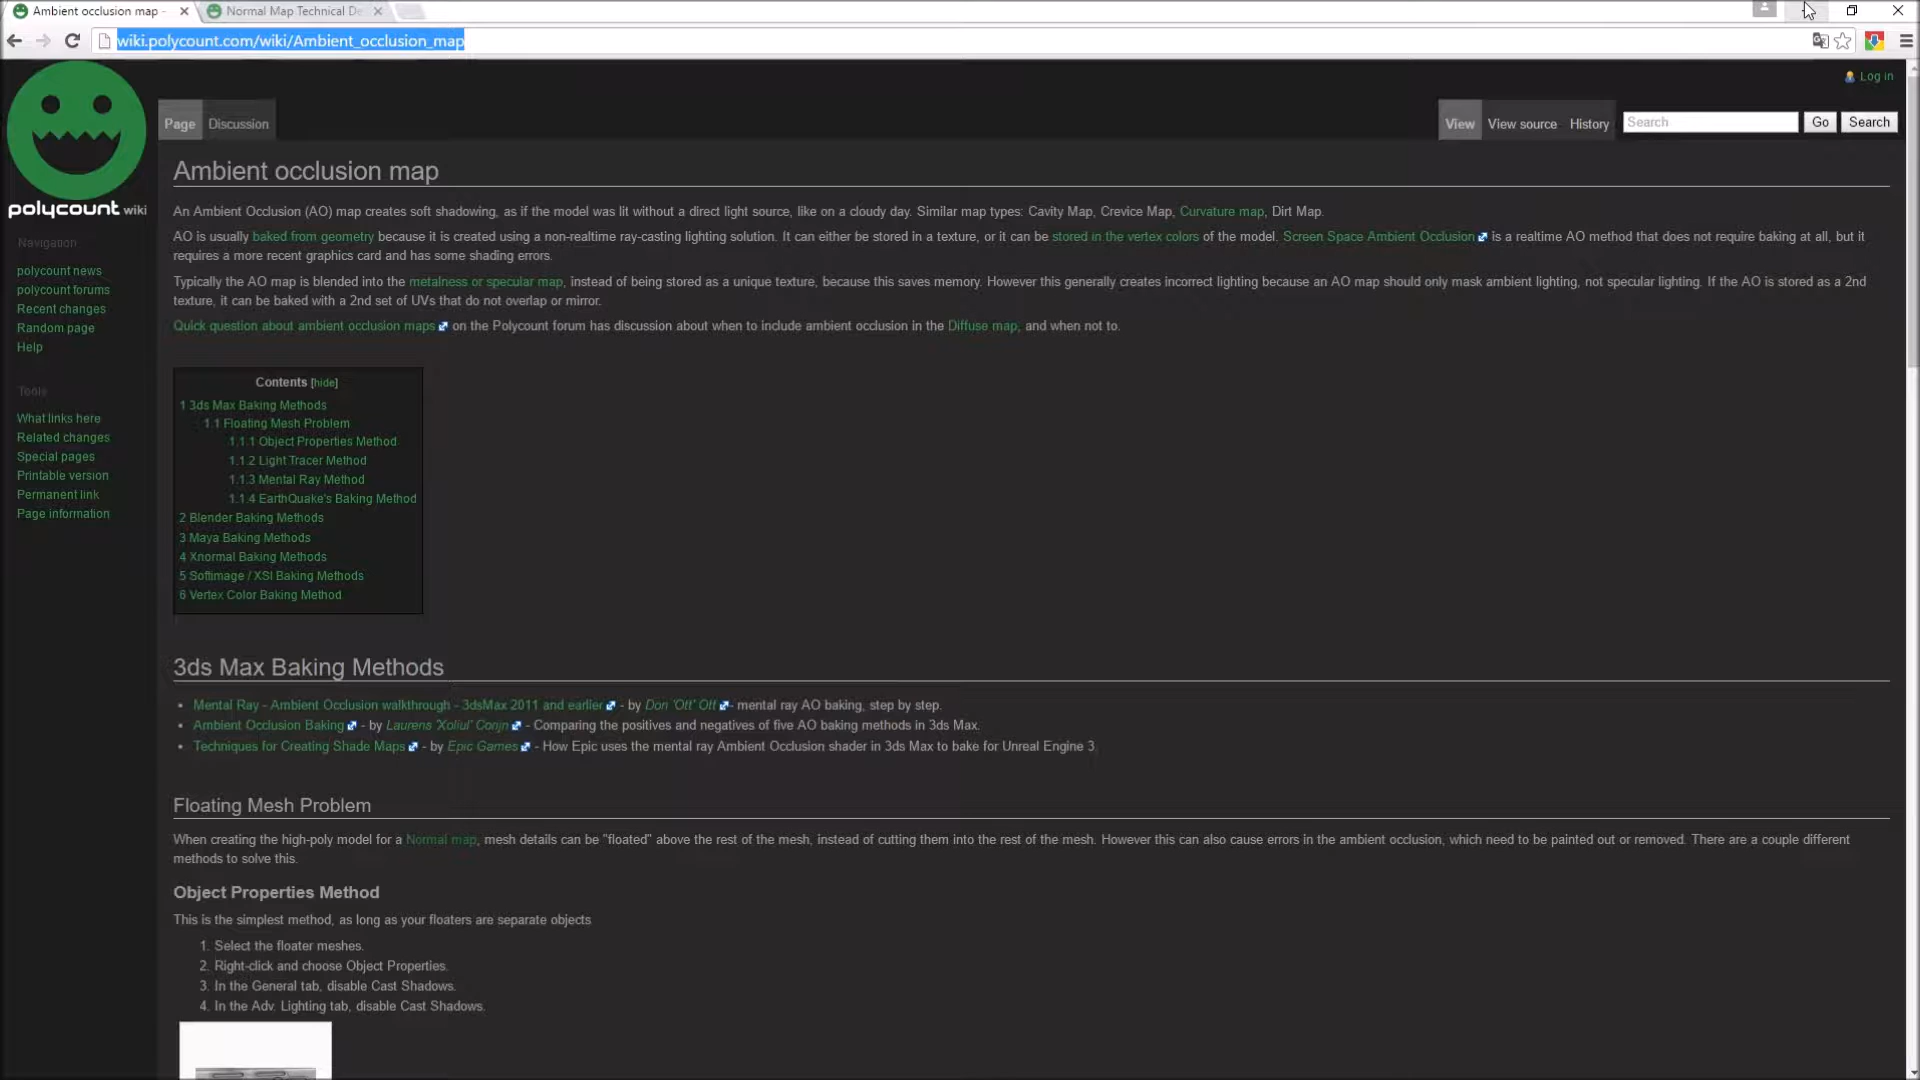 Ambient occlusion map -
Normal Map Technical De
wiki.polycount.com/wiki/Ambient_occlusion_map
Log in
Page Discussion
View View source History Search Go Search
polycount wiki
Navigation
polycount news
polycount forums
Recent changes
Random page
Help
Tools
What links here
Related changes
Special pages
Printable version
Permanent link
Page information
Ambient occlusion map
An Ambient Occlusion (AO) map creates soft shadowing, as if the model was lit without a direct light source, like on a cloudy day. Similar map types: Cavity Map, Crevice Map, Curvature map, Dirt Map.
AO is usually baked from geometry because it is created using a non-realtime ray-casting lighting solution. It can either be stored in a texture, or it can be stored in the vertex colors of the model. Screen Space Ambient Occlusion is a realtime AO method that does not require baking at all, but it
requires a more recent graphics card and has some shading errors.
Typically the AO map is blended into the metalness or specular map, instead of being stored as a unique texture, because this saves memory. However this generally creates incorrect lighting because an AO map should only mask ambient lighting, not specular lighting. If the AO is stored as a 2nd
texture, it can be baked with a 2nd set of UVs that do not overlap or mirror.
Quick question about ambient occlusion maps on the Polycount forum has discussion about when to include ambient occlusion in the Diffuse map, and when not to.
Contents [hide]
1 3ds Max Baking Methods
1.1 Floating Mesh Problem
1.1.1 Object Properties Method
1.1.2 Light Tracer Method
1.1.3 Mental Ray Method
1.1.4 EarthQuake's Baking Method
2 Blender Baking Methods
3 Maya Baking Methods
4 Xnormal Baking Methods
5 Softimage / XSI Baking Methods
6 Vertex Color Baking Method
3ds Max Baking Methods
• Mental Ray - Ambient Occlusion walkthrough - 3dsMax 2011 and earlier - by Don 'Ott' Ott - mental ray AO baking, step by step.
• Ambient Occlusion Baking - by Laurens 'Xoliul' Corijn - Comparing the positives and negatives of five AO baking methods in 3ds Max.
• Techniques for Creating Shade Maps - by Epic Games - How Epic uses the mental ray Ambient Occlusion shader in 3ds Max to bake for Unreal Engine 3.
Floating Mesh Problem
When creating the high-poly model for a Normal map, mesh details can be "floated" above the rest of the mesh, instead of cutting them into the rest of the mesh. However this can also cause errors in the ambient occlusion, which need to be painted out or removed. There are a couple different
methods to solve this.
Object Properties Method
This is the simplest method, as long as your floaters are separate objects
1. Select the floater meshes.
2. Right-click and choose Object Properties.
3. In the General tab, disable Cast Shadows.
4. In the Adv. Lighting tab, disable Cast Shadows.